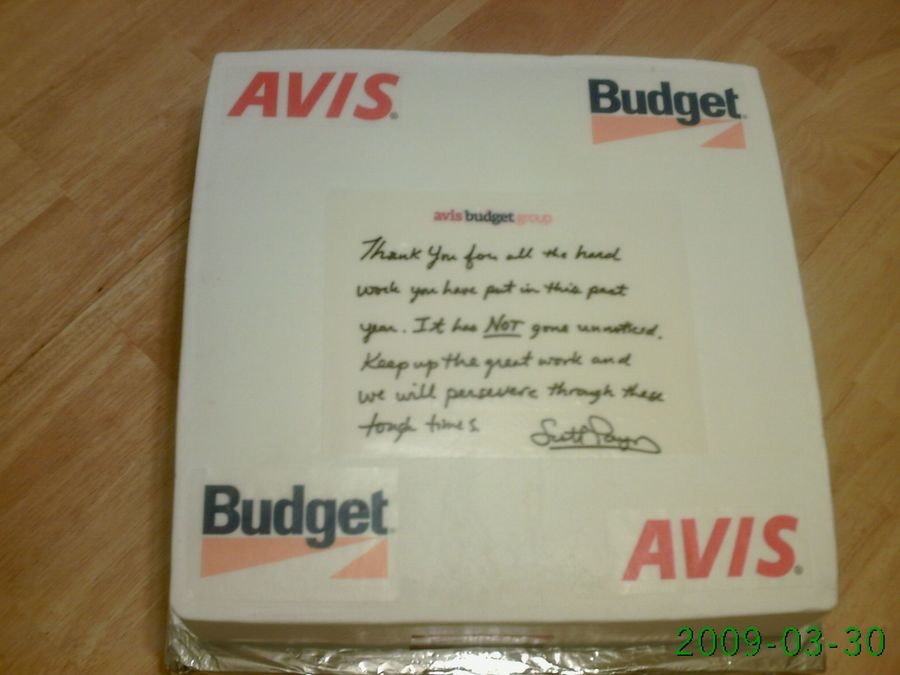 AVIS
Budget
avis budget group
Thank You for all the hard
work you have put in this past
year. It has NOT gone unnoticed.
Keep up the great work and
we will persevere through these
tough times.
Scott
Budget
AVIS
2009-03-30